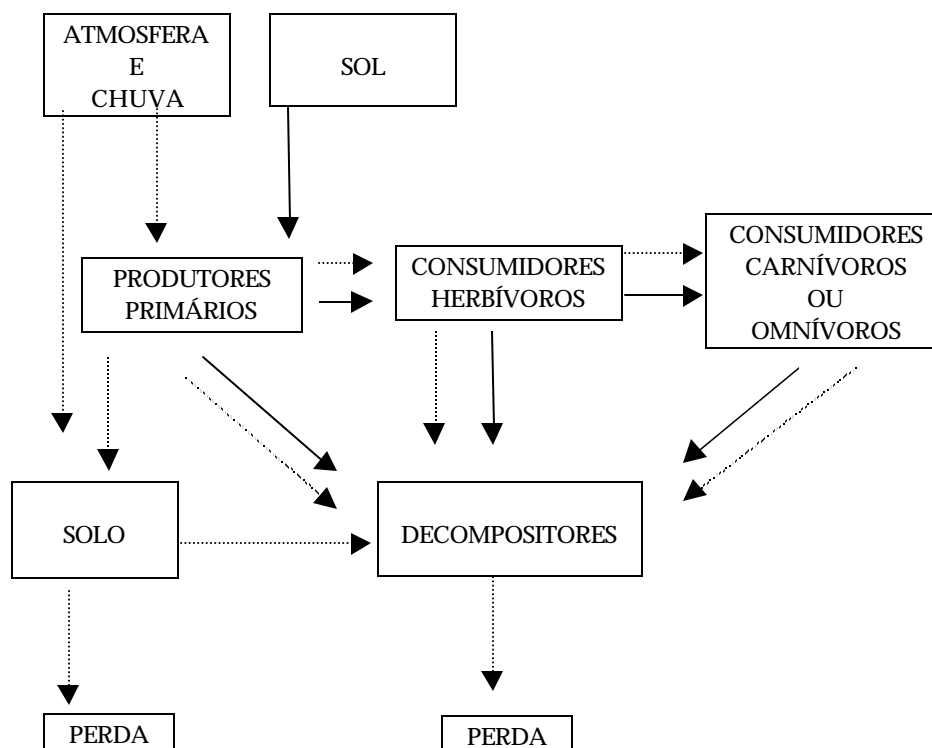 ATMOSFERA
E
CHUVA
SOL
PRODUTORES
PRIMÁRIOS
CONSUMIDORES
HERBÍVOROS
CONSUMIDORES
CARNÍVOROS
OU
OMNÍVOROS
SOLO
DECOMPOSITORES
PERDA
PERDA